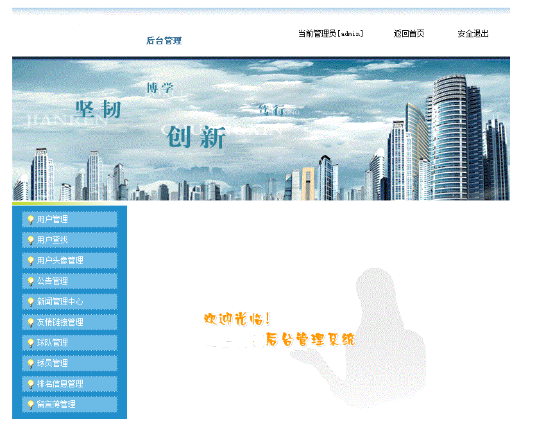 当前管理员[admin] 返回首页 安全退出
后台管理
博学
坚韧
笃行
JIANREN
创新
用户管理
用户查找
用户头像管理
公告管理
新闻管理中心
友情链接管理
球队管理
球员管理
排名信息管理
留言簿管理
欢迎光临!
后台管理系统